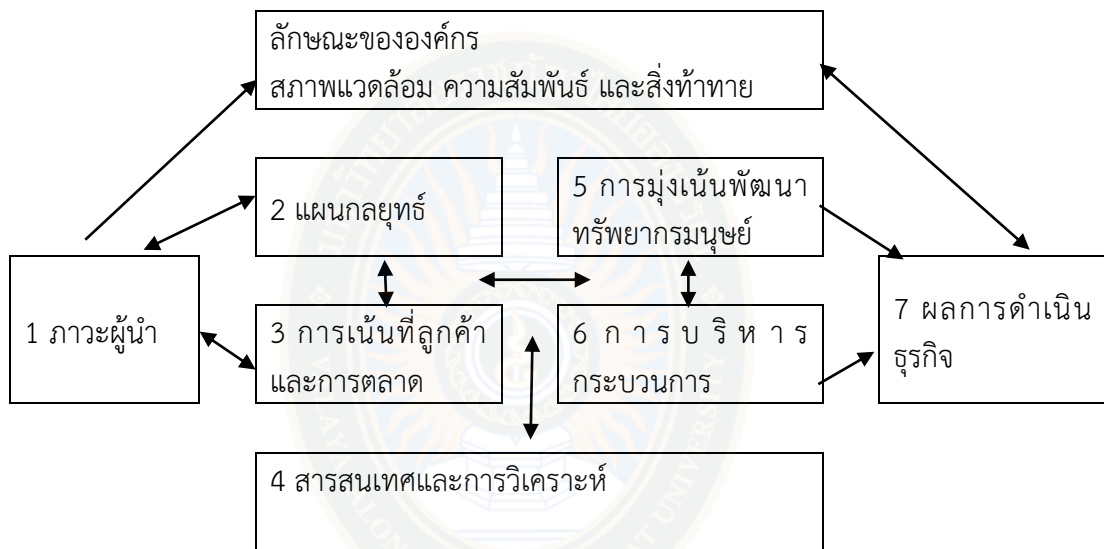 ลักษณะขององค์กร
สภาพแวดล้อม ความสัมพันธ์ และสิ่งท้าทาย
2 แผนกลยุทธ์
5 การมุ่งเน้นพัฒนา
ทรัพยากรมนุษย์
1 ภาวะผู้นำ
3 การเน้นที่ลูกค้า
และการตลาด
6 การบริหาร
กระบวนการ
7 ผลการดำเนิน
ธุรกิจ
4 สารสนเทศและการวิเคราะห์